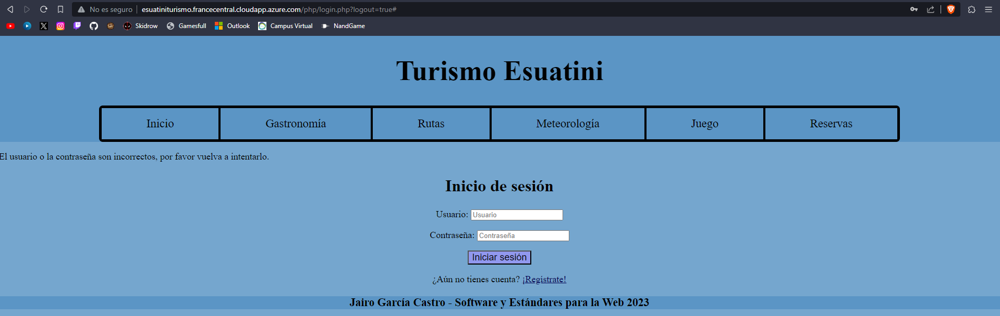 No es seguro esuatiniturismo.francecentral.cloudapp.azure.com/php/login.php?logout=true#
Skidrow Gamesfull Outlook Campus Virtual NandGame
Turismo Esuatini
Inicio Gastronomía Rutas Meteorología Juego Reservas
El usuario o la contraseña son incorrectos, por favor vuelva a intentarlo.
Inicio de sesión
Usuario: Usuario
Contraseña: Contraseña
Iniciar sesión
¿Aún no tienes cuenta? ¡Regístrate!
Jairo García Castro - Software y Estándares para la Web 2023